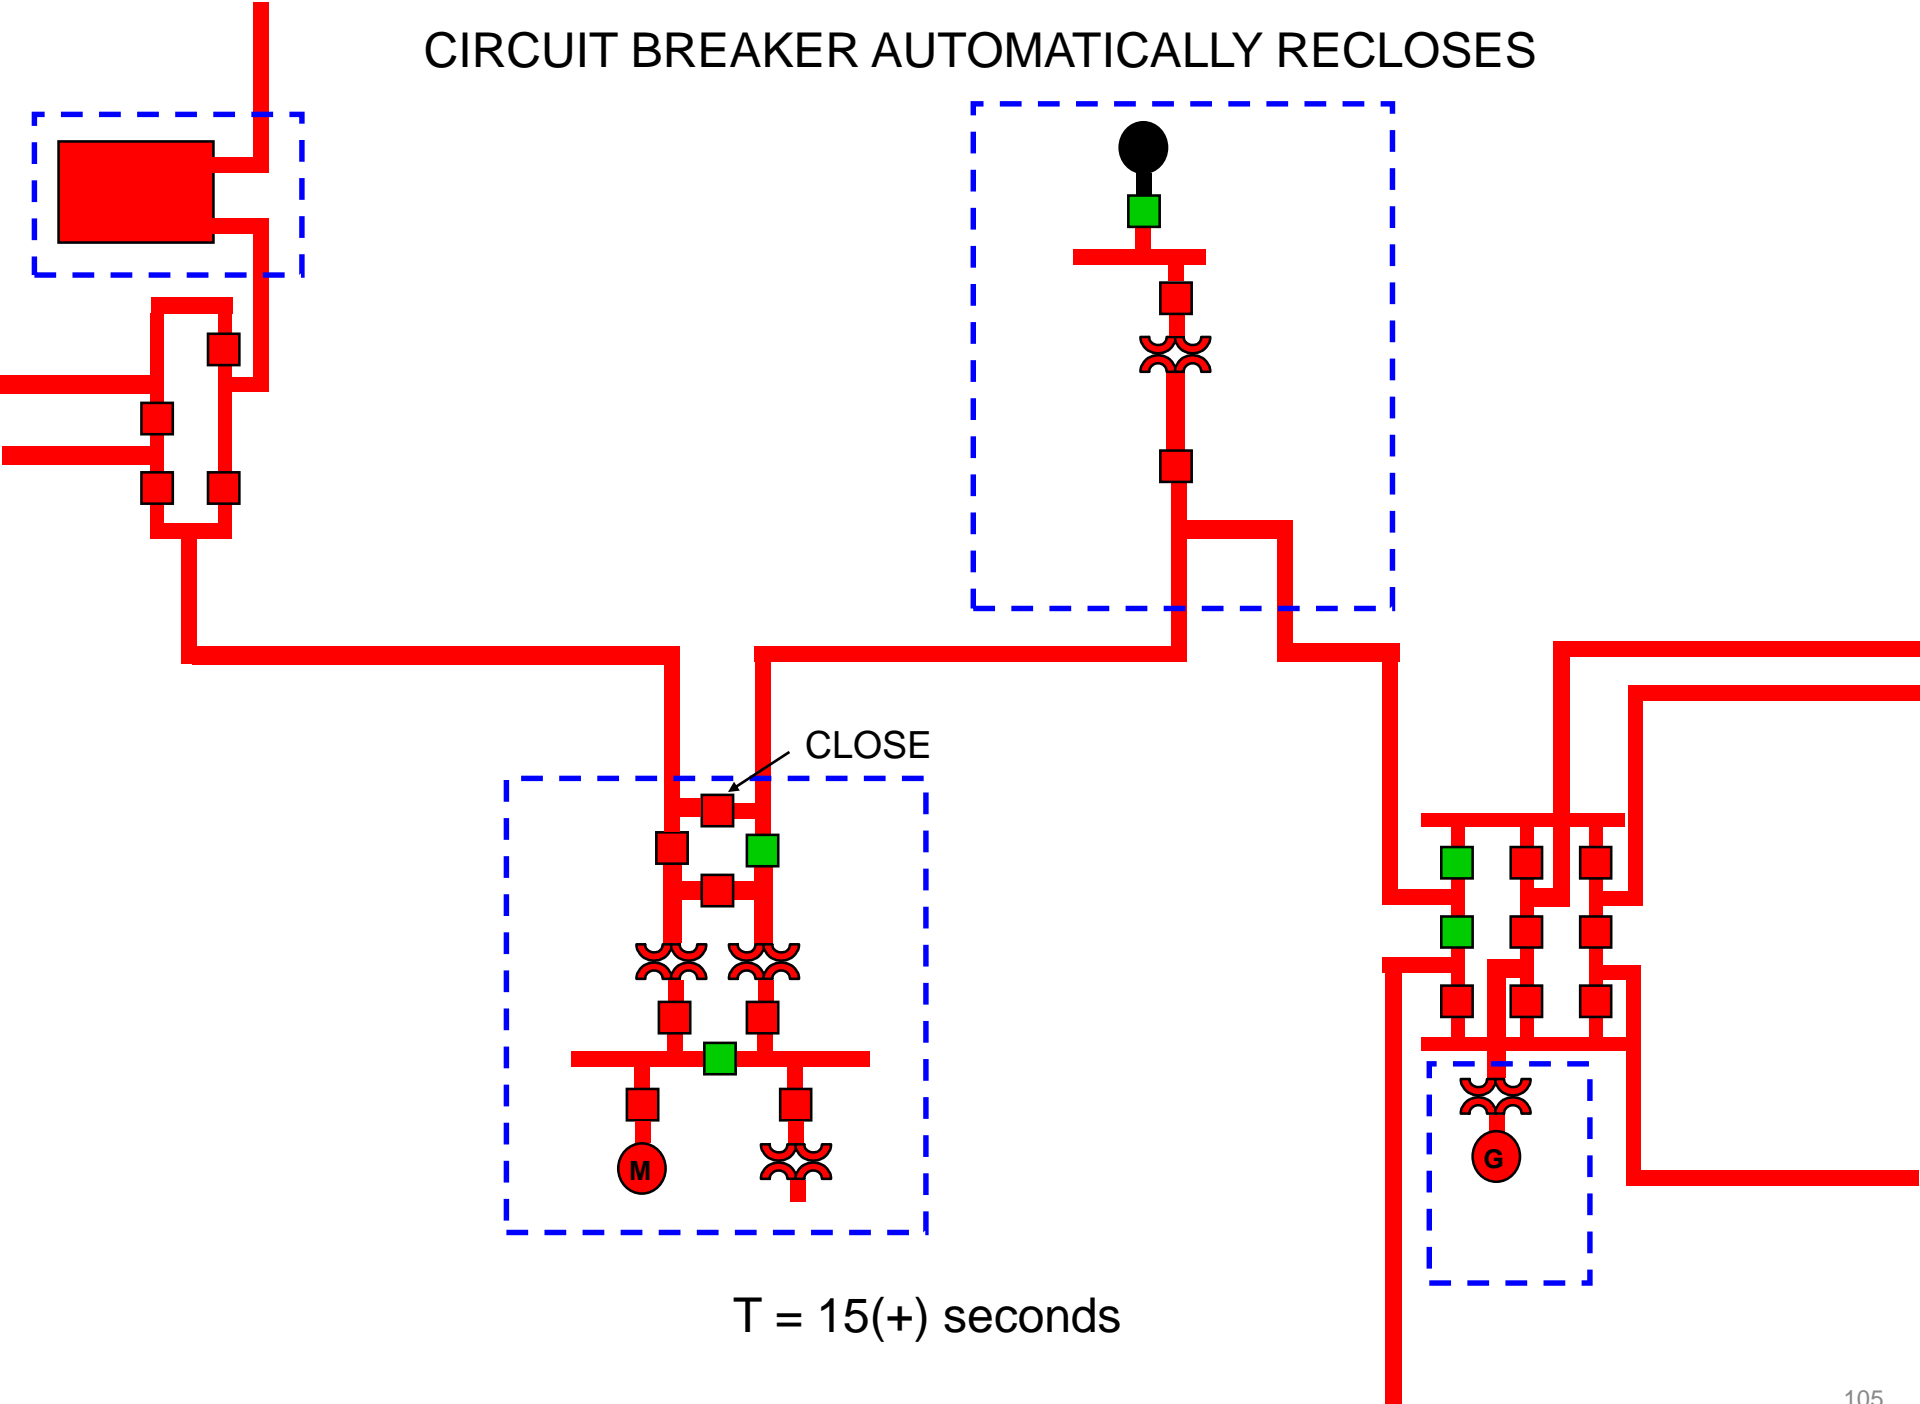 CIRCUIT BREAKER AUTOMATICALLY RECLOSES
CLOSE
M
G
T = 15(+) seconds
105